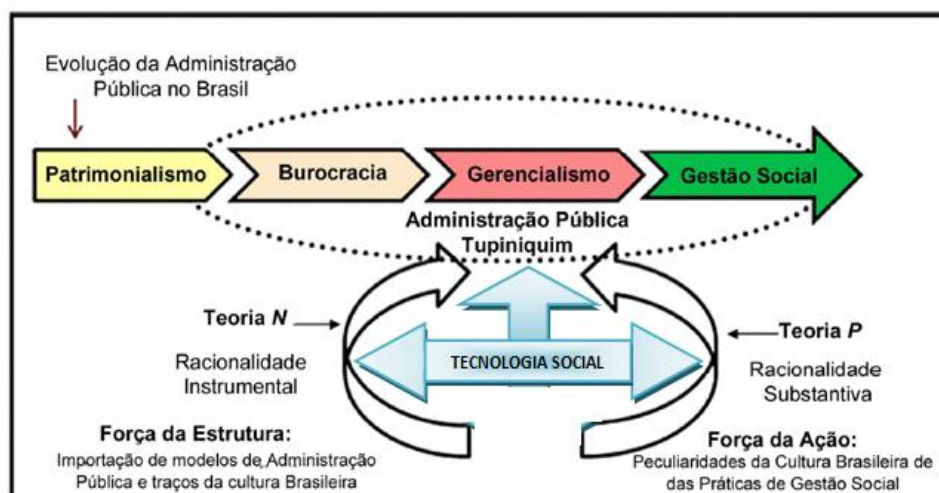 Evolução da Administração
Pública no Brasil
Patrimonialismo
Burocracia
Gerencialismo
Gestão Social
Administração Pública
Tupiniquim
Teoria N
Racionalidade
Instrumental
TECNOLOGIA SOCIAL
Teoria P
Racionalidade
Substantiva
Força da Estrutura:
Importação de modelos de Administração
Pública e traços da cultura Brasileira
Força da Ação:
Peculiaridades da Cultura Brasileira de
das Práticas de Gestão Social